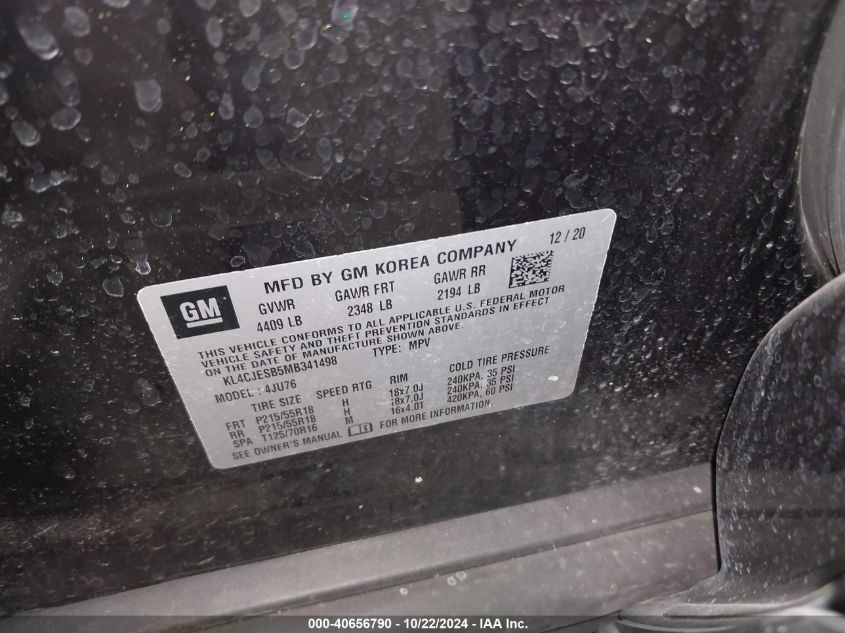 GM
MFD BY GM KOREA COMPANY 12 / 20
GVWR GAWR FRT GAWR RR
4409 LB 2348 LB 2194 LB
THIS VEHICLE CONFORMS TO ALL APPLICABLE U.S. FEDERAL MOTOR
VEHICLE SAFETY AND THEFT PREVENTION STANDARDS IN EFFECT
ON THE DATE OF MANUFACTURE SHOWN ABOVE.
KL4CJESB5MB341498 TYPE: MPV
MODEL: 4JU76
TIRE SIZE SPEED RTG RIM COLD TIRE PRESSURE
FRT P215/55R18 H 18x7.0J 240KPA, 35 PSI
RR P215/55R18 H 18x7.0J 240KPA, 35 PSI
SPA T125/70R16 M 16x4.0T 420KPA, 60 PSI
SEE OWNER'S MANUAL FOR MORE INFORMATION
000-40656790 - 10/22/2024 - IAA Inc.